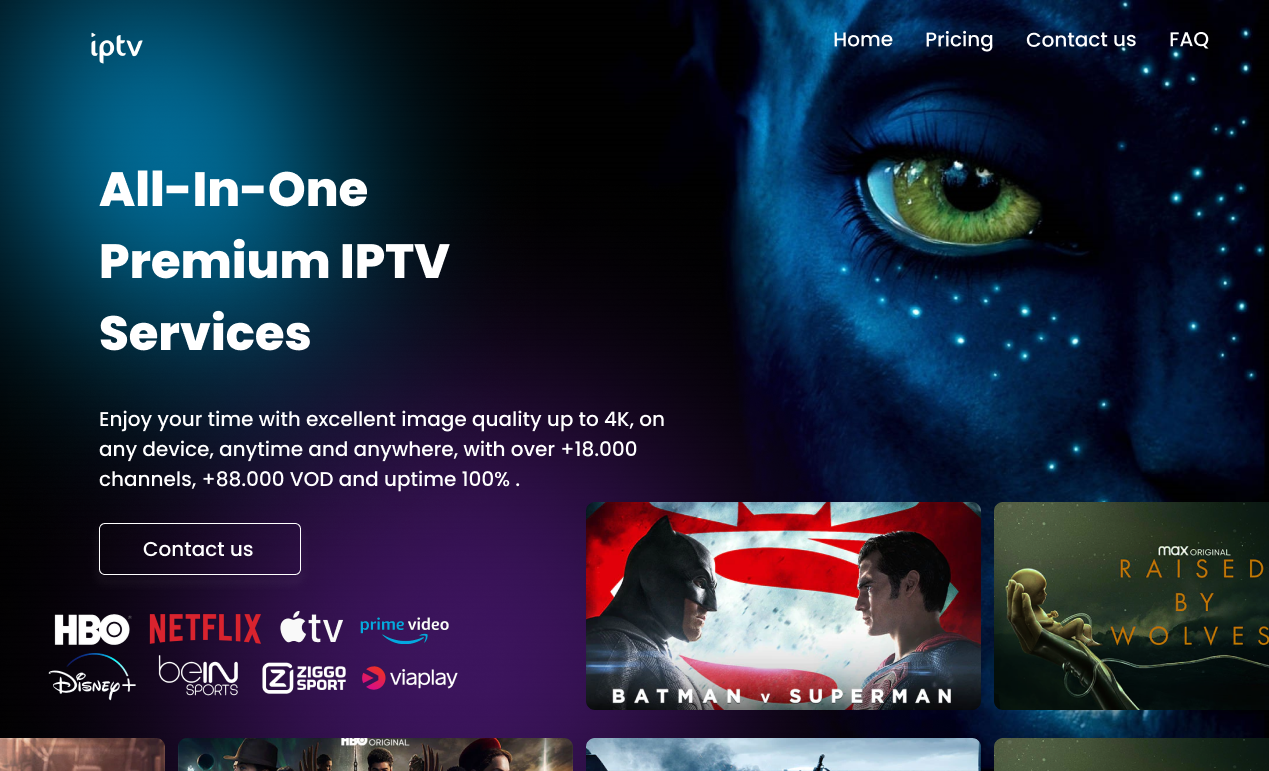 iptv
Home Pricing Contact us FAQ
All-In-One
Premium IPTV
Services
Enjoy your time with excellent image quality up to 4K, on
any device, anytime and anywhere, with over +18.000
channels, +88.000 VOD and uptime 100% .
Contact us
HBO NETFLIX tv prime video
Disney+ beIN SPORTS ZIGGO SPORT viaplay
BATMAN v SUPERMAN
max ORIGINAL
RAISED
BY
WOLVES
HBO ORIGINAL